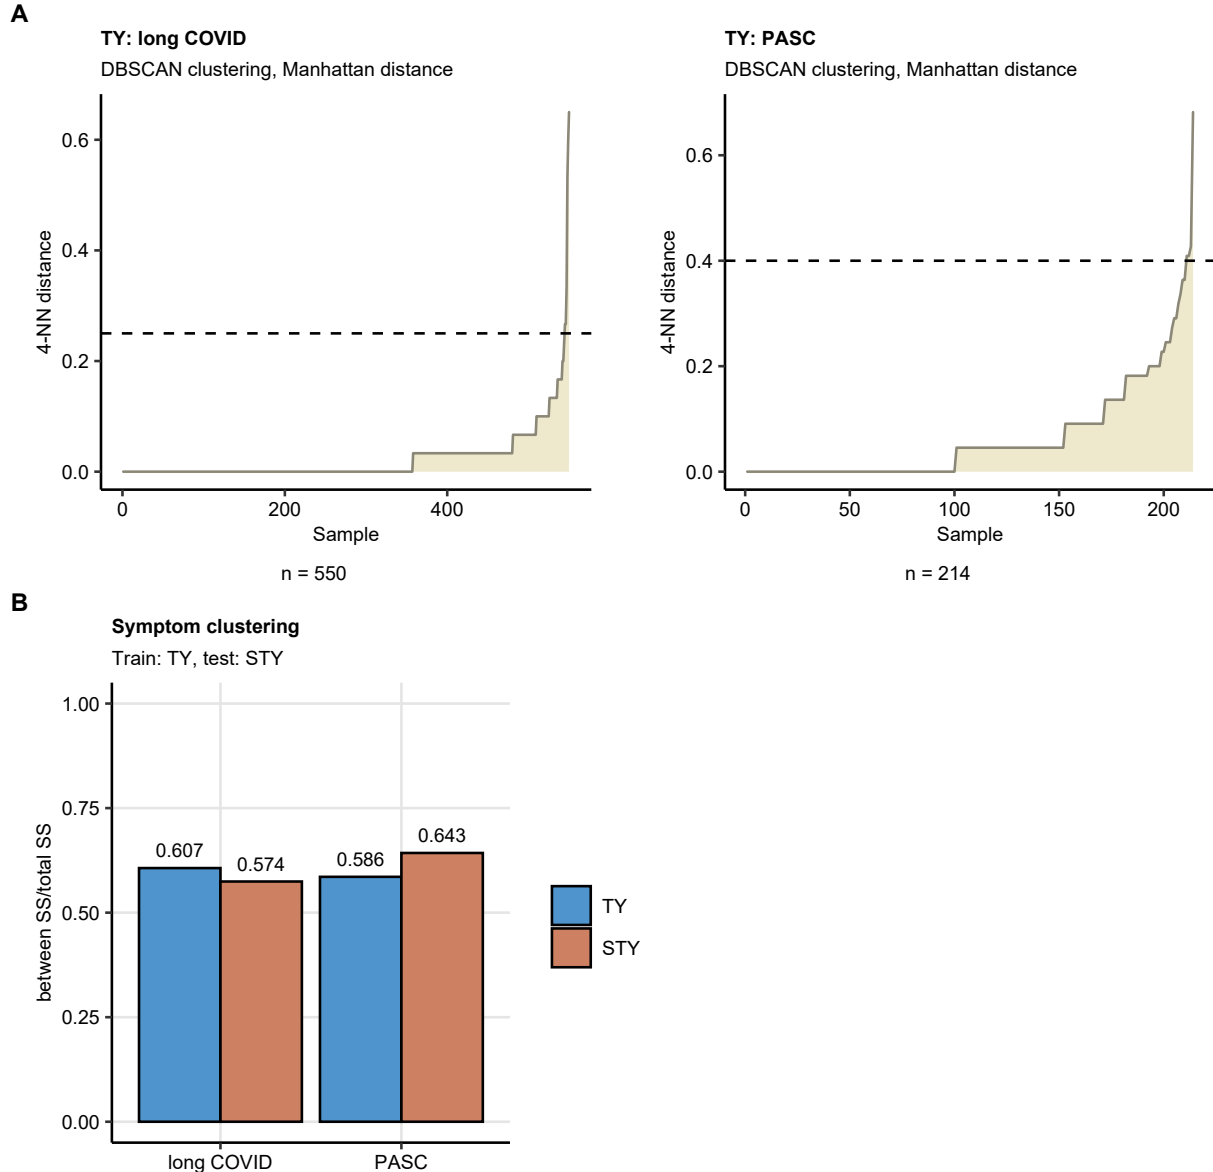 A
TY: long COVID
DBSCAN clustering, Manhattan distance
4-NN distance
0.6
0.4
0.2
0.0
0 200 400
Sample
n = 550
TY: PASC
DBSCAN clustering, Manhattan distance
4-NN distance
0.6
0.4
0.2
0.0
0 50 100 150 200
Sample
n = 214
B
Symptom clustering
Train: TY, test: STY
between SS/total SS
1.00
0.75
0.50
0.25
0.00
0.607 0.574 0.586 0.643
long COVID PASC
TY
STY